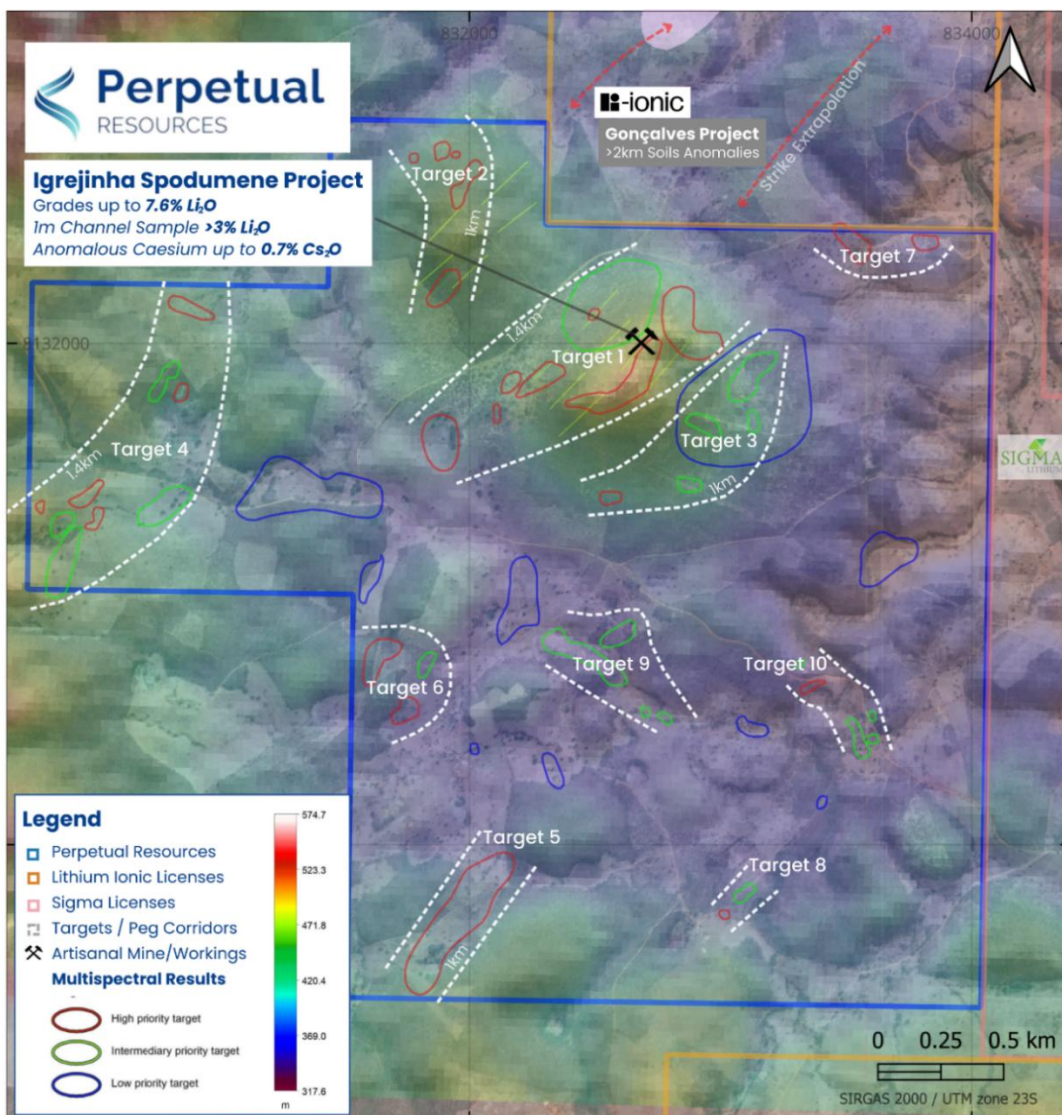 832000
834000
Perpetual
RESOURCES
Igrejinha Spodumene Project
Grades up to 7.6% Li₂O
1m Channel Sample >3% Li₂O
Anomalous Caesium up to 0.7% Cs₂O
Li-ionic
Gonçalves Project
>2km Soils Anomalies
Strike Extrapolation
Target 2
1km
Target 7
8132000
1.4km
Target 1
Target 3
1km
Target 4
1.4km
SIGMA
LITHIUM
Target 9
Target 10
Target 6
Target 5
1km
Target 8
Legend
Perpetual Resources
Lithium Ionic Licenses
Sigma Licenses
Targets / Peg Corridors
Artisanal Mine/Workings
Multispectral Results
High priority target
Intermediary priority target
Low priority target
574.7
523.3
471.8
420.4
369.0
317.6
m
0 0.25 0.5 km
SIRGAS 2000 / UTM zone 23S